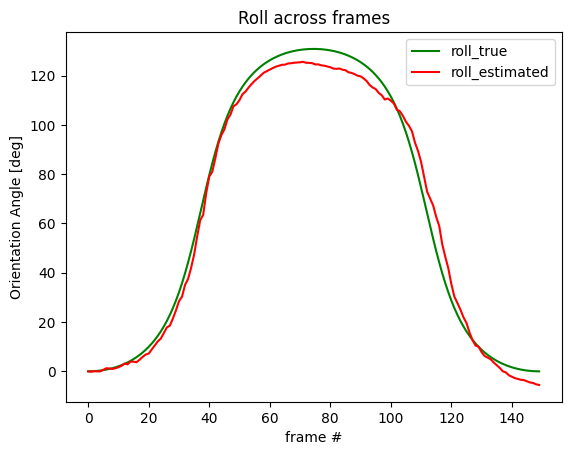 Roll across frames
roll_true
roll_estimated
Orientation Angle [deg]
120
100
80
60
40
20
0
0 20 40 60 80 100 120 140
frame #